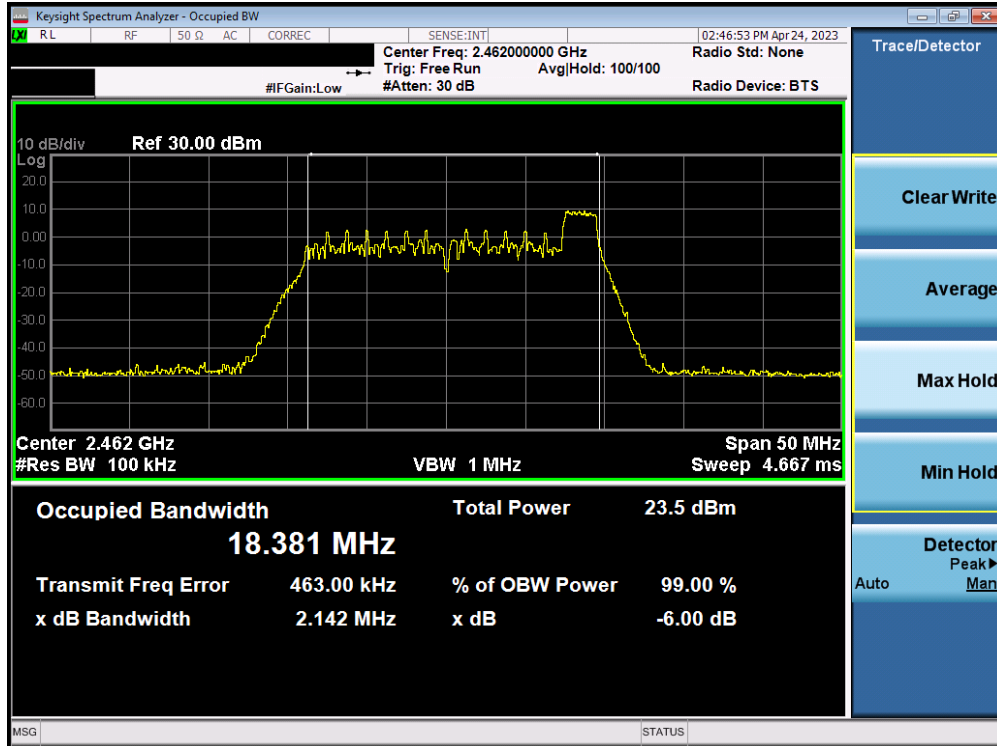 Keysight Spectrum Analyzer - Occupied BW
LXI RL RF 50 Ω AC CORREC SENSE:INT 02:46:53 PM Apr 24, 2023
Center Freq: 2.462000000 GHz Radio Std: None
Trig: Free Run Avg|Hold: 100/100
#IFGain:Low #Atten: 30 dB Radio Device: BTS
10 dB/div Ref 30.00 dBm
Log
20.0
10.0
0.00
-10.0
-20.0
-30.0
-40.0
-50.0
-60.0
Center 2.462 GHz Span 50 MHz
#Res BW 100 kHz VBW 1 MHz Sweep 4.667 ms
Occupied Bandwidth Total Power 23.5 dBm
18.381 MHz
Transmit Freq Error 463.00 kHz % of OBW Power 99.00 %
x dB Bandwidth 2.142 MHz x dB -6.00 dB
MSG STATUS
Trace/Detector
Clear Write
Average
Max Hold
Min Hold
Detector
Peak▶
Auto Man